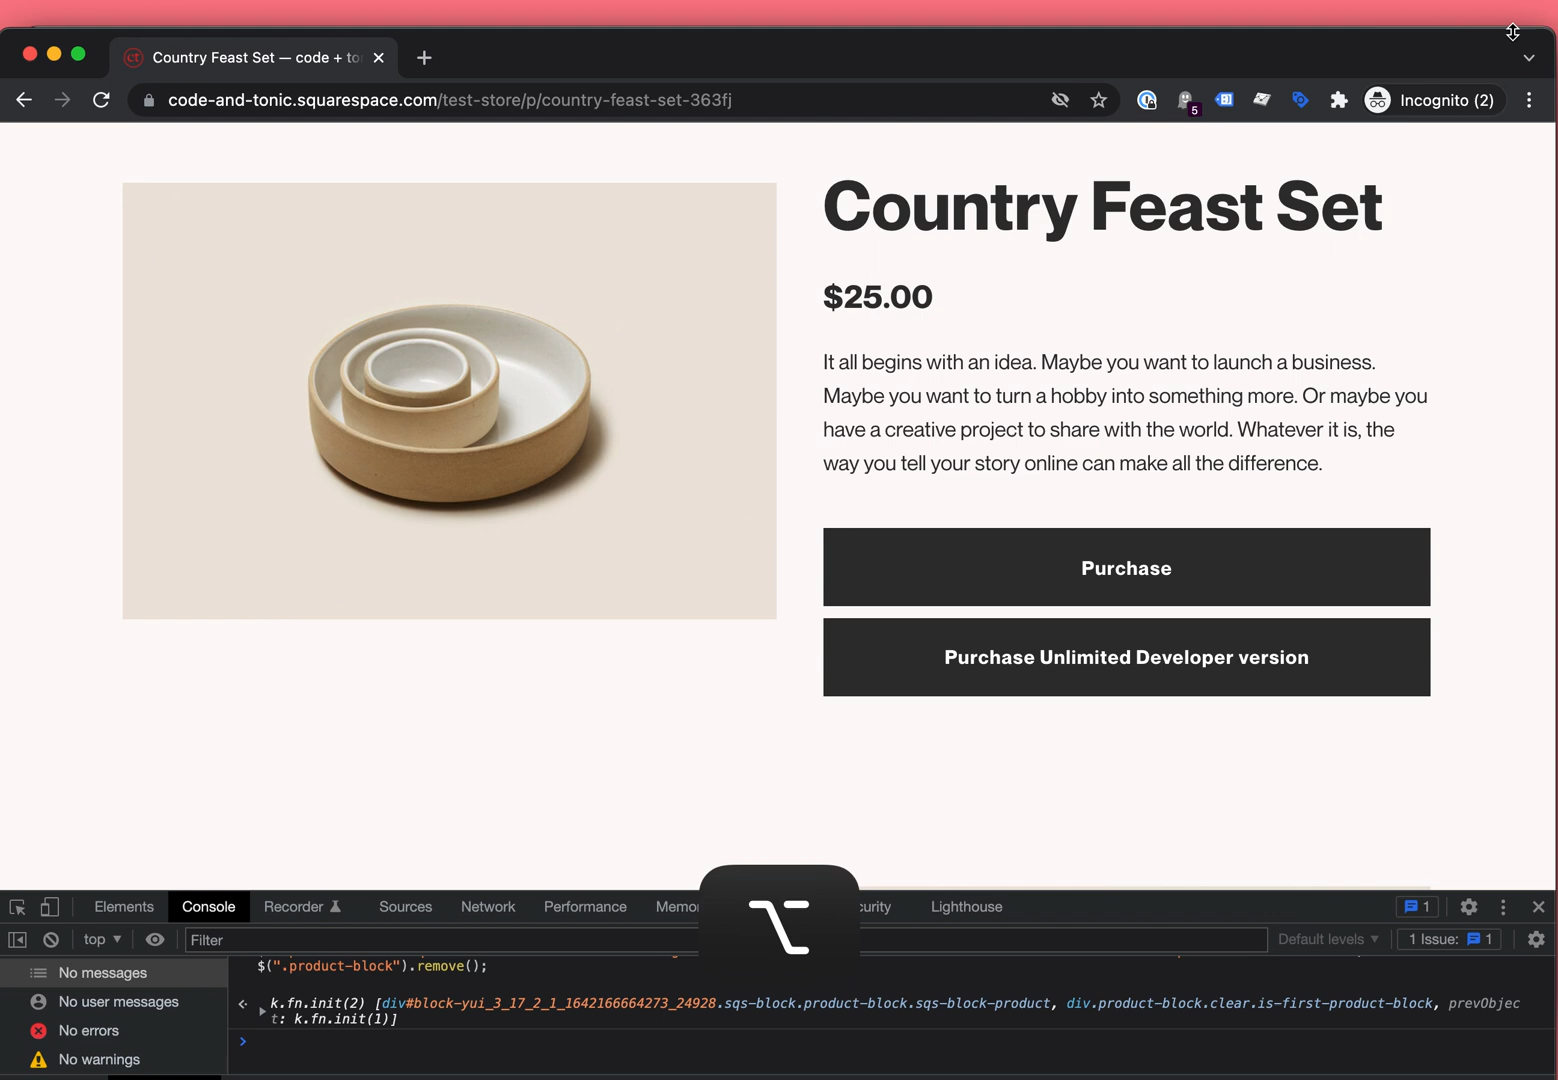 Country Feast Set — code + to
code-and-tonic.squarespace.com/test-store/p/country-feast-set-363fj
5
Incognito (2)
Country Feast Set
$25.00
It all begins with an idea. Maybe you want to launch a business.
Maybe you want to turn a hobby into something more. Or maybe you
have a creative project to share with the world. Whatever it is, the
way you tell your story online can make all the difference.
Purchase
Purchase Unlimited Developer version
Elements Console Recorder Sources Network Performance Memo curity Lighthouse 1
top Filter Default levels 1 Issue: 1
No messages
No user messages
No errors
No warnings
$(".product-block").remove();
k.fn.init(2) [div#block-yui_3_17_2_1_1642166664273_24928.sqs-block.product-block.sqs-block-product, div.product-block.clear.is-first-product-block, prevObjec
t: k.fn.init(1)]